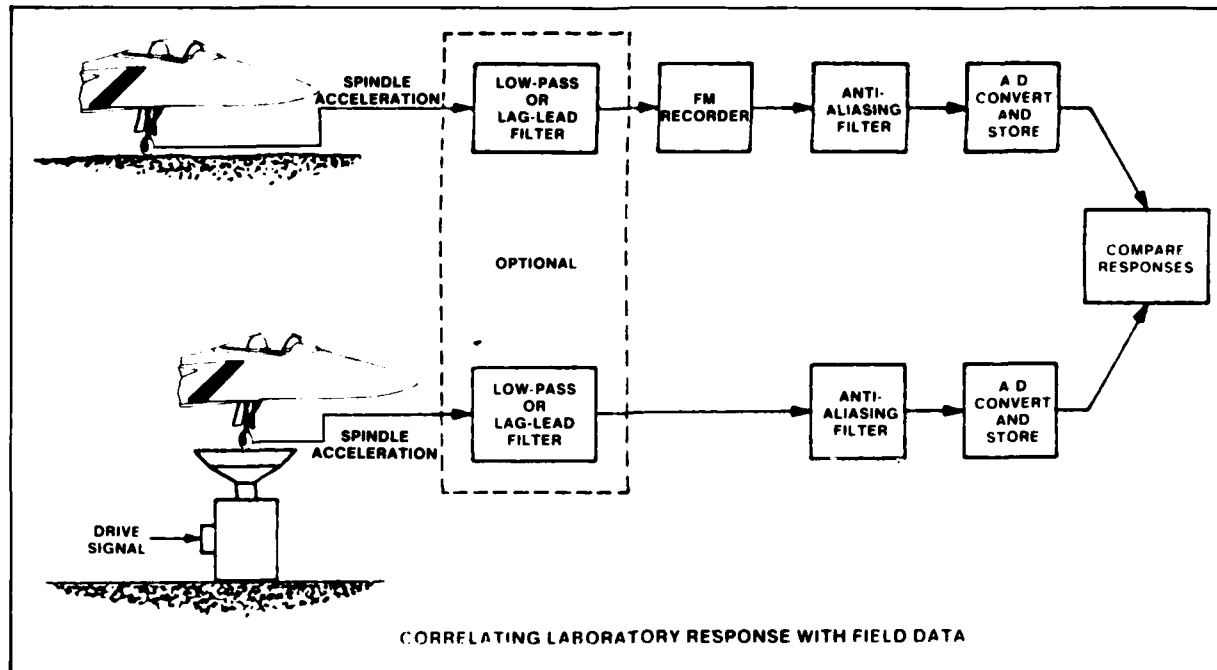 SPINDLE
ACCELERATION
LOW-PASS
OR
LAG-LEAD
FILTER
FM
RECORDER
ANTI-
ALIASING
FILTER
A D
CONVERT
AND
STORE
OPTIONAL
COMPARE
RESPONSES
SPINDLE
ACCELERATION
LOW-PASS
OR
LAG-LEAD
FILTER
ANTI-
ALIASING
FILTER
A D
CONVERT
AND
STORE
DRIVE
SIGNAL
CORRELATING LABORATORY RESPONSE WITH FIELD DATA